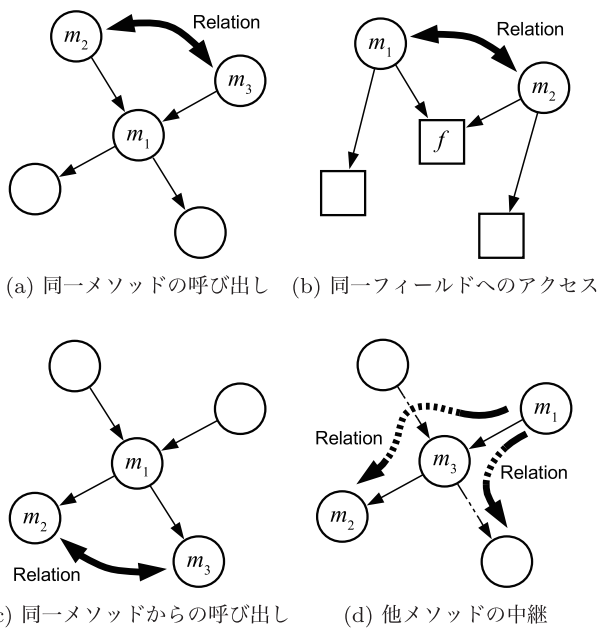 Relation
m₂
m₃
m₁
(a) 同一メソッドの呼び出し
Relation
m₁
m₂
f
(b) 同一フィールドへのアクセス
m₁
m₂
m₃
Relation
c) 同一メソッドからの呼び出し
m₁
Relation
m₃
Relation
m₂
(d) 他メソッドの中継